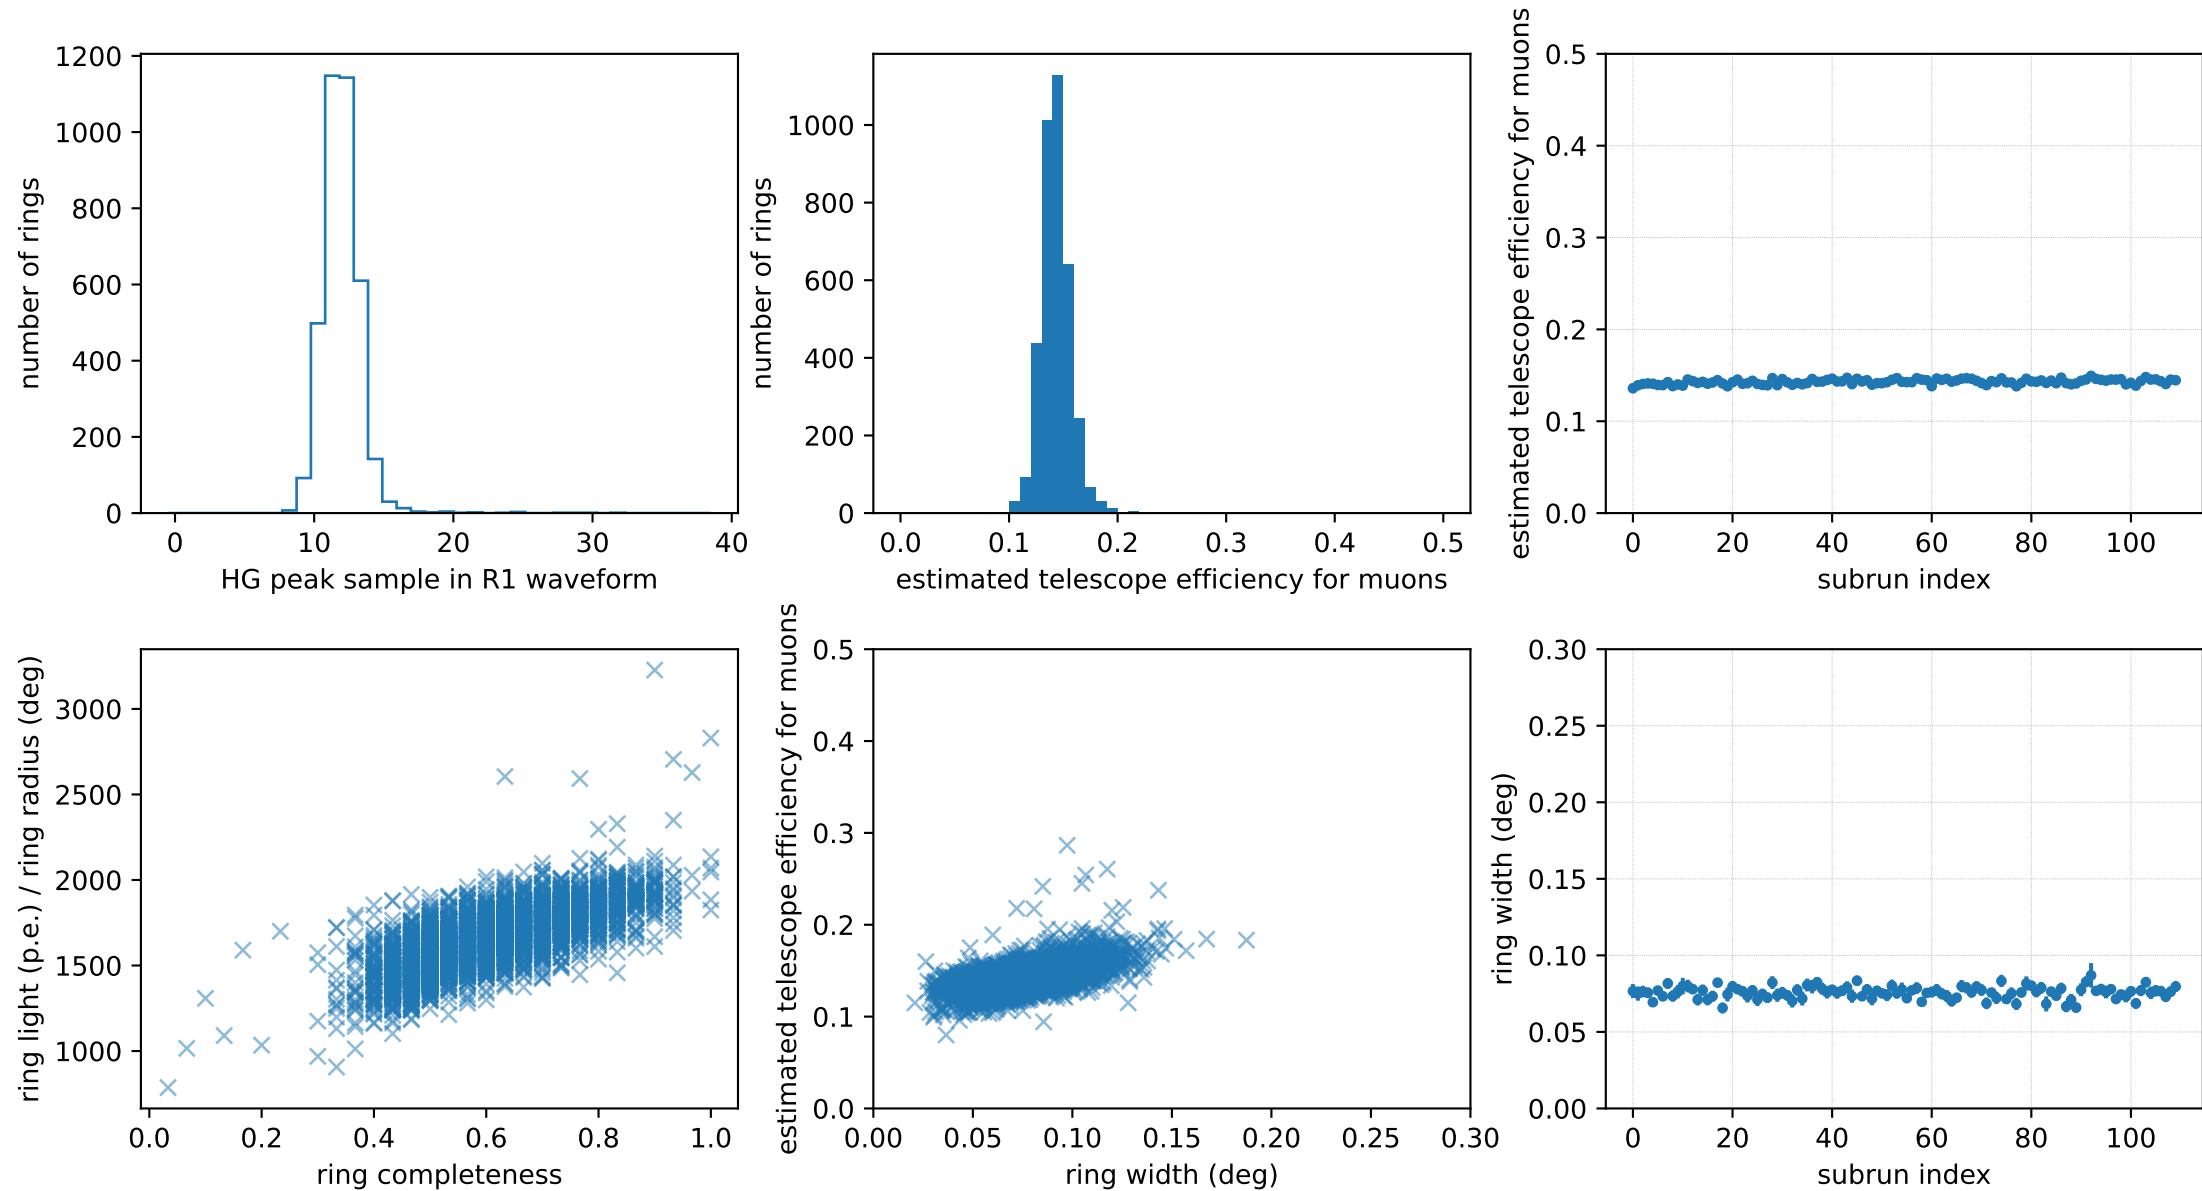 1200
1000
800
600
400
200
0
number of rings
0 10 20 30 40
HG peak sample in R1 waveform
1000
800
600
400
200
0
number of rings
0.0 0.1 0.2 0.3 0.4 0.5
estimated telescope efficiency for muons
0.5
0.4
0.3
0.2
0.1
0.0
estimated telescope efficiency for muons
0 20 40 60 80 100
subrun index
3000
2500
2000
1500
1000
ring light (p.e.) / ring radius (deg)
0.0 0.2 0.4 0.6 0.8 1.0
ring completeness
0.5
0.4
0.3
0.2
0.1
0.0
estimated telescope efficiency for muons
0.00 0.05 0.10 0.15 0.20 0.25 0.30
ring width (deg)
0.30
0.25
0.20
0.15
0.10
0.05
0.00
ring width (deg)
0 20 40 60 80 100
subrun index